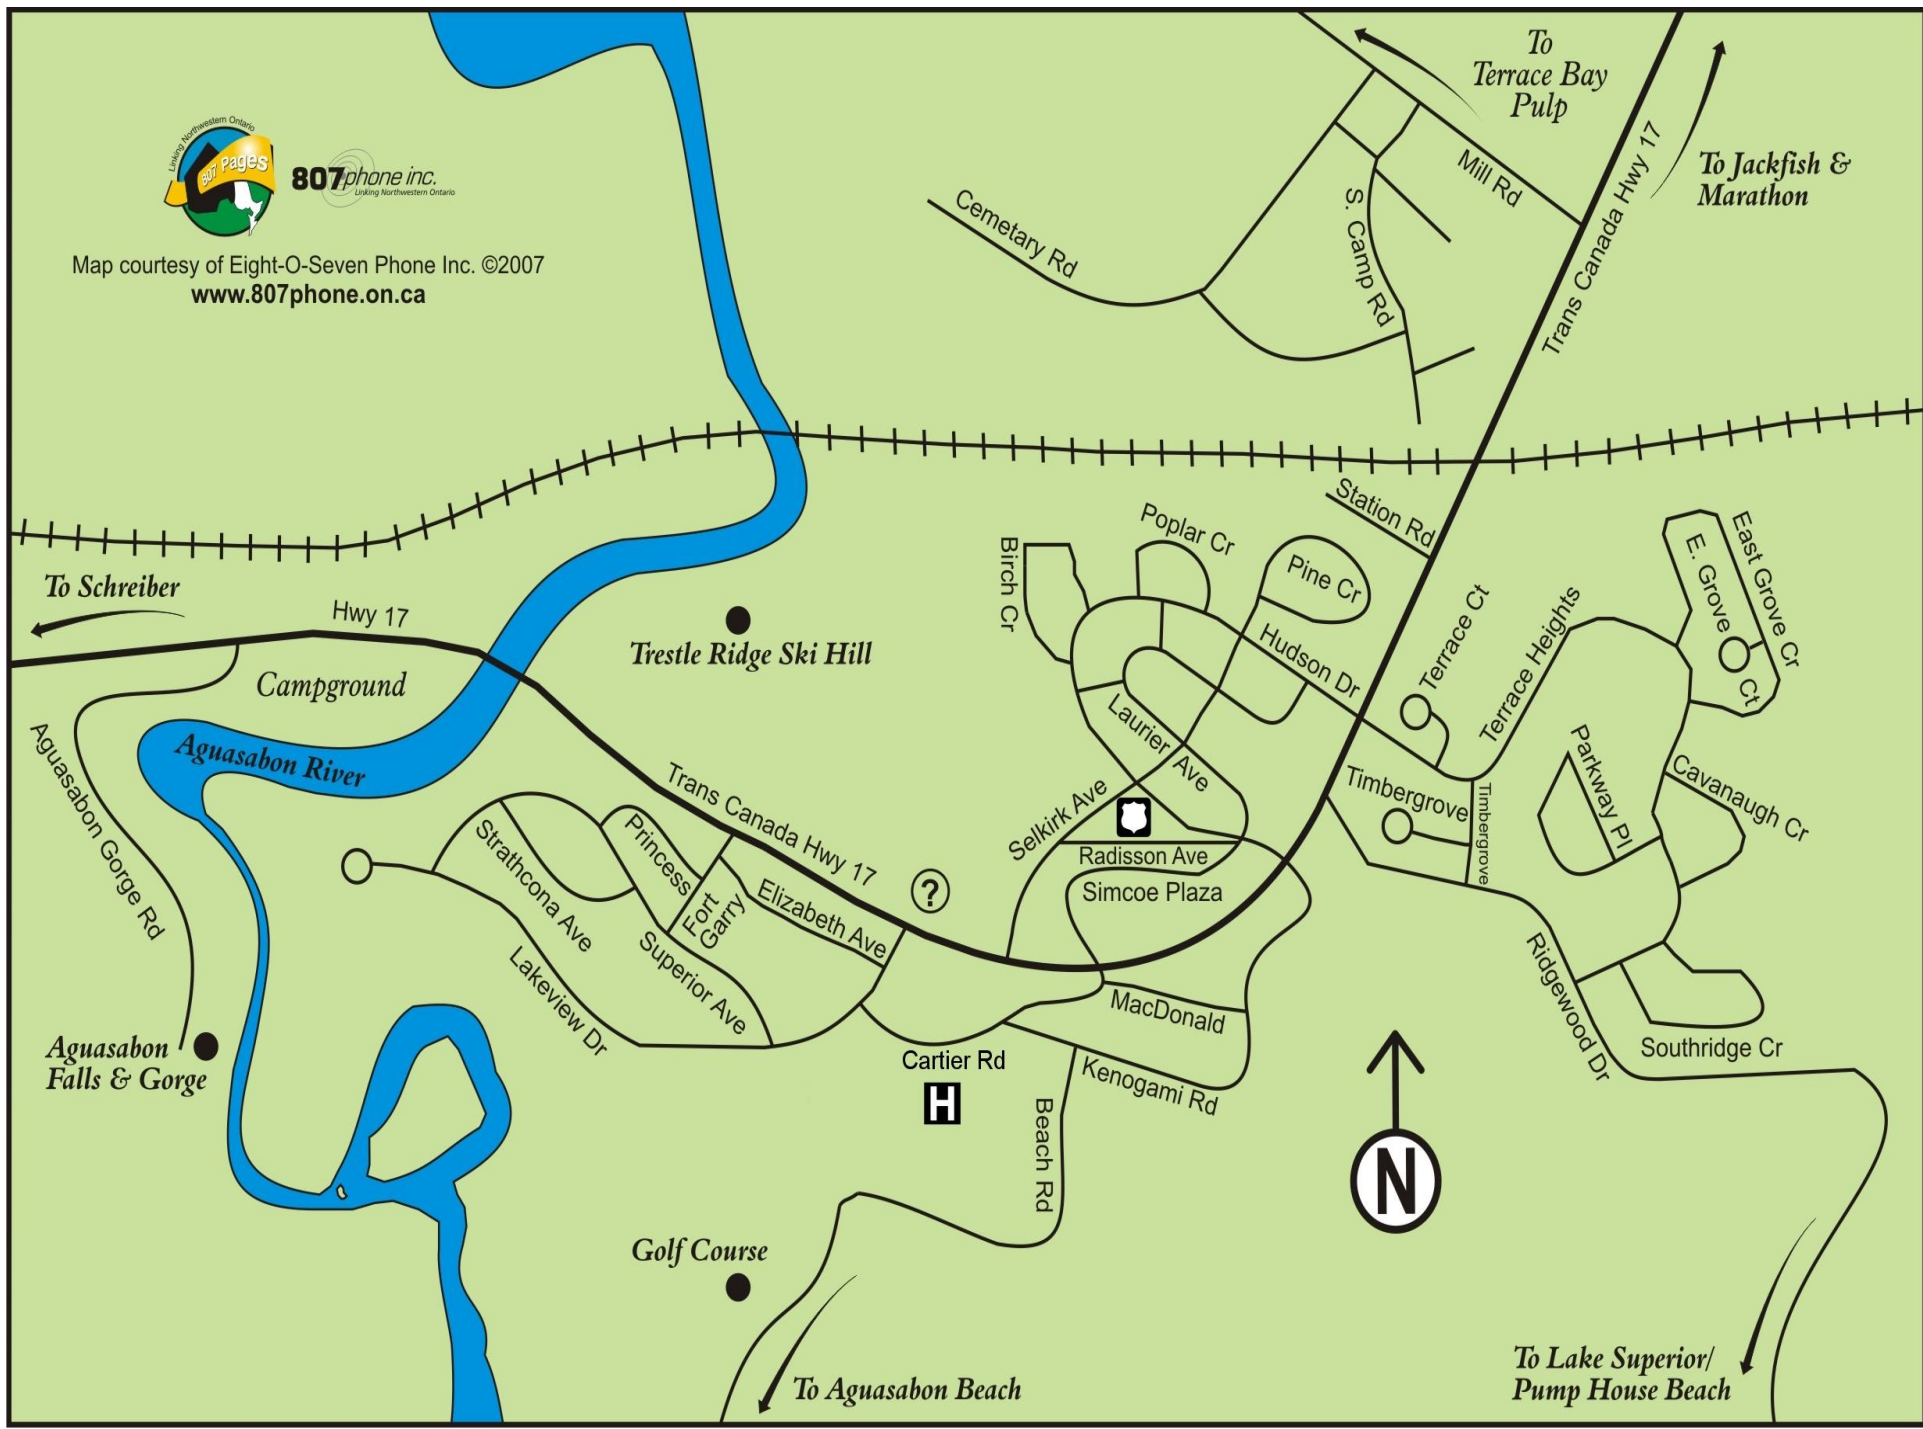 To
Terrace Bay
Pulp
Linking Northwestern Ontario
807 Pages
807phone inc.
Linking Northwestern Ontario
Map courtesy of Eight-O-Seven Phone Inc. ©2007
www.807phone.on.ca
Mill Rd
Trans Canada Hwy 17
To Jackfish &
Marathon
Cemetary Rd
S. Camp Rd
Station Rd
To Schreiber
Hwy 17
Campground
Trestle Ridge Ski Hill
Birch Cr
Poplar Cr
Pine Cr
Hudson Dr
Terrace Ct
Terrace Heights
E. Grove Ct
East Grove Cr
Aguasabon River
Aguasabon Gorge Rd
Trans Canada Hwy 17
Laurier Ave
Selkirk Ave
Timbergrove
Timbergrove
Parkway Pl
Cavanaugh Cr
Strathcona Ave
Princess
Fort
Garry
Elizabeth Ave
?
Radisson Ave
Simcoe Plaza
Superior Ave
Lakeview Dr
MacDonald
Ridgewood Dr
Southridge Cr
Aguasabon
Falls & Gorge
Cartier Rd
H
Kenogami Rd
Beach Rd
N
Golf Course
To Aguasabon Beach
To Lake Superior/
Pump House Beach